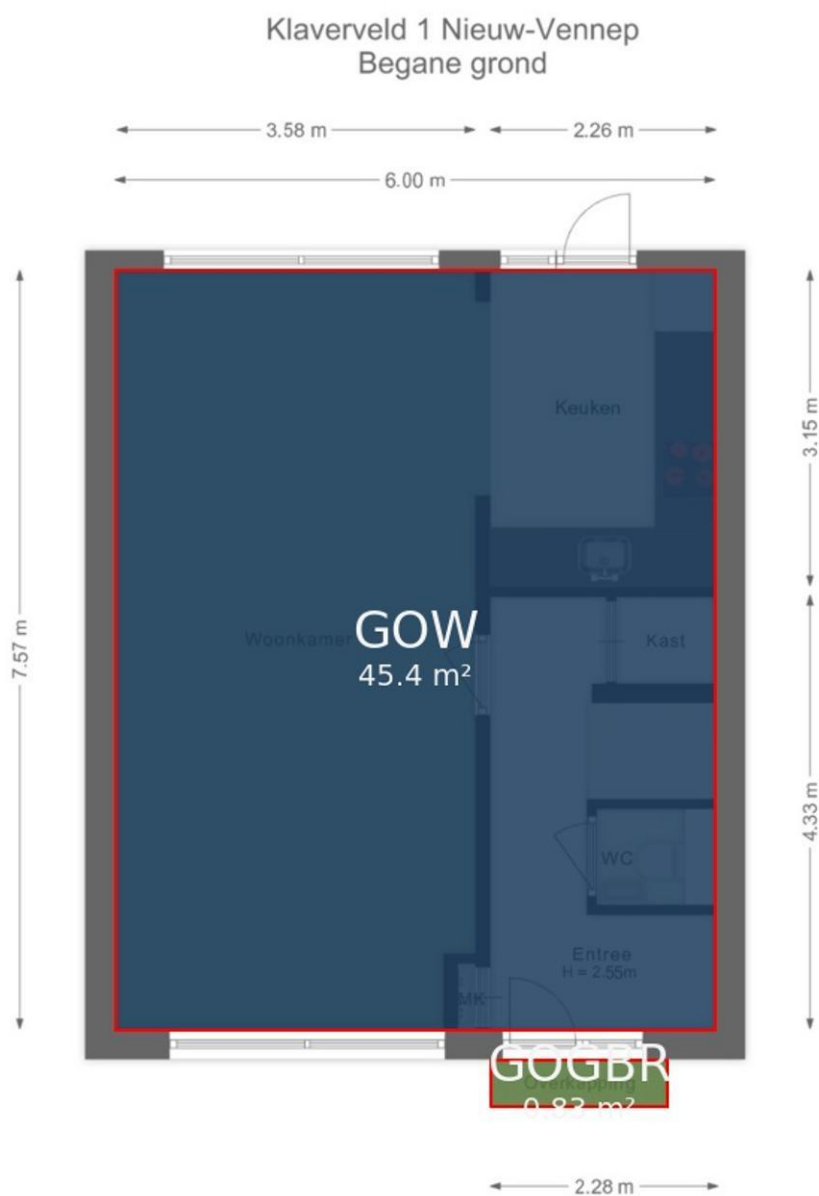 Klaverveld 1 Nieuw-Vennep
Begane grond
3.58 m
2.26 m
6.00 m
3.15 m
Keuken
7.57 m
Woonkamer
GOW
45.4 m²
Kast
4.33 m
WC
Entree
H = 2.55m
MK
GOGBR
Overkapping
0.83 m²
2.28 m